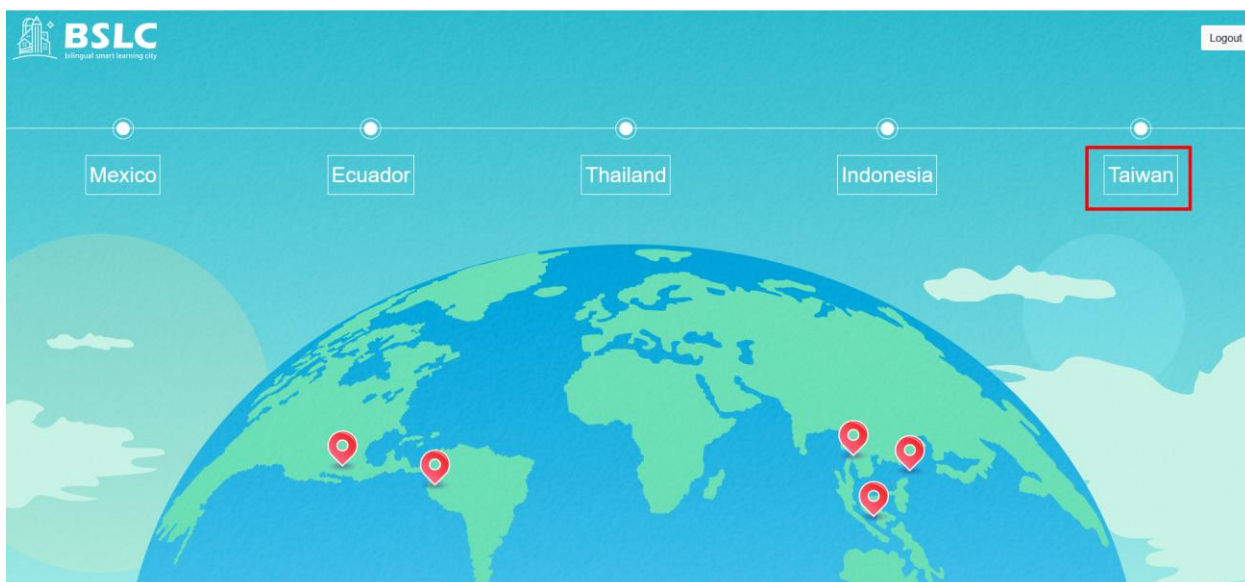 BSLC
bilingual smart learning city
Logout
Mexico
Ecuador
Thailand
Indonesia
Taiwan